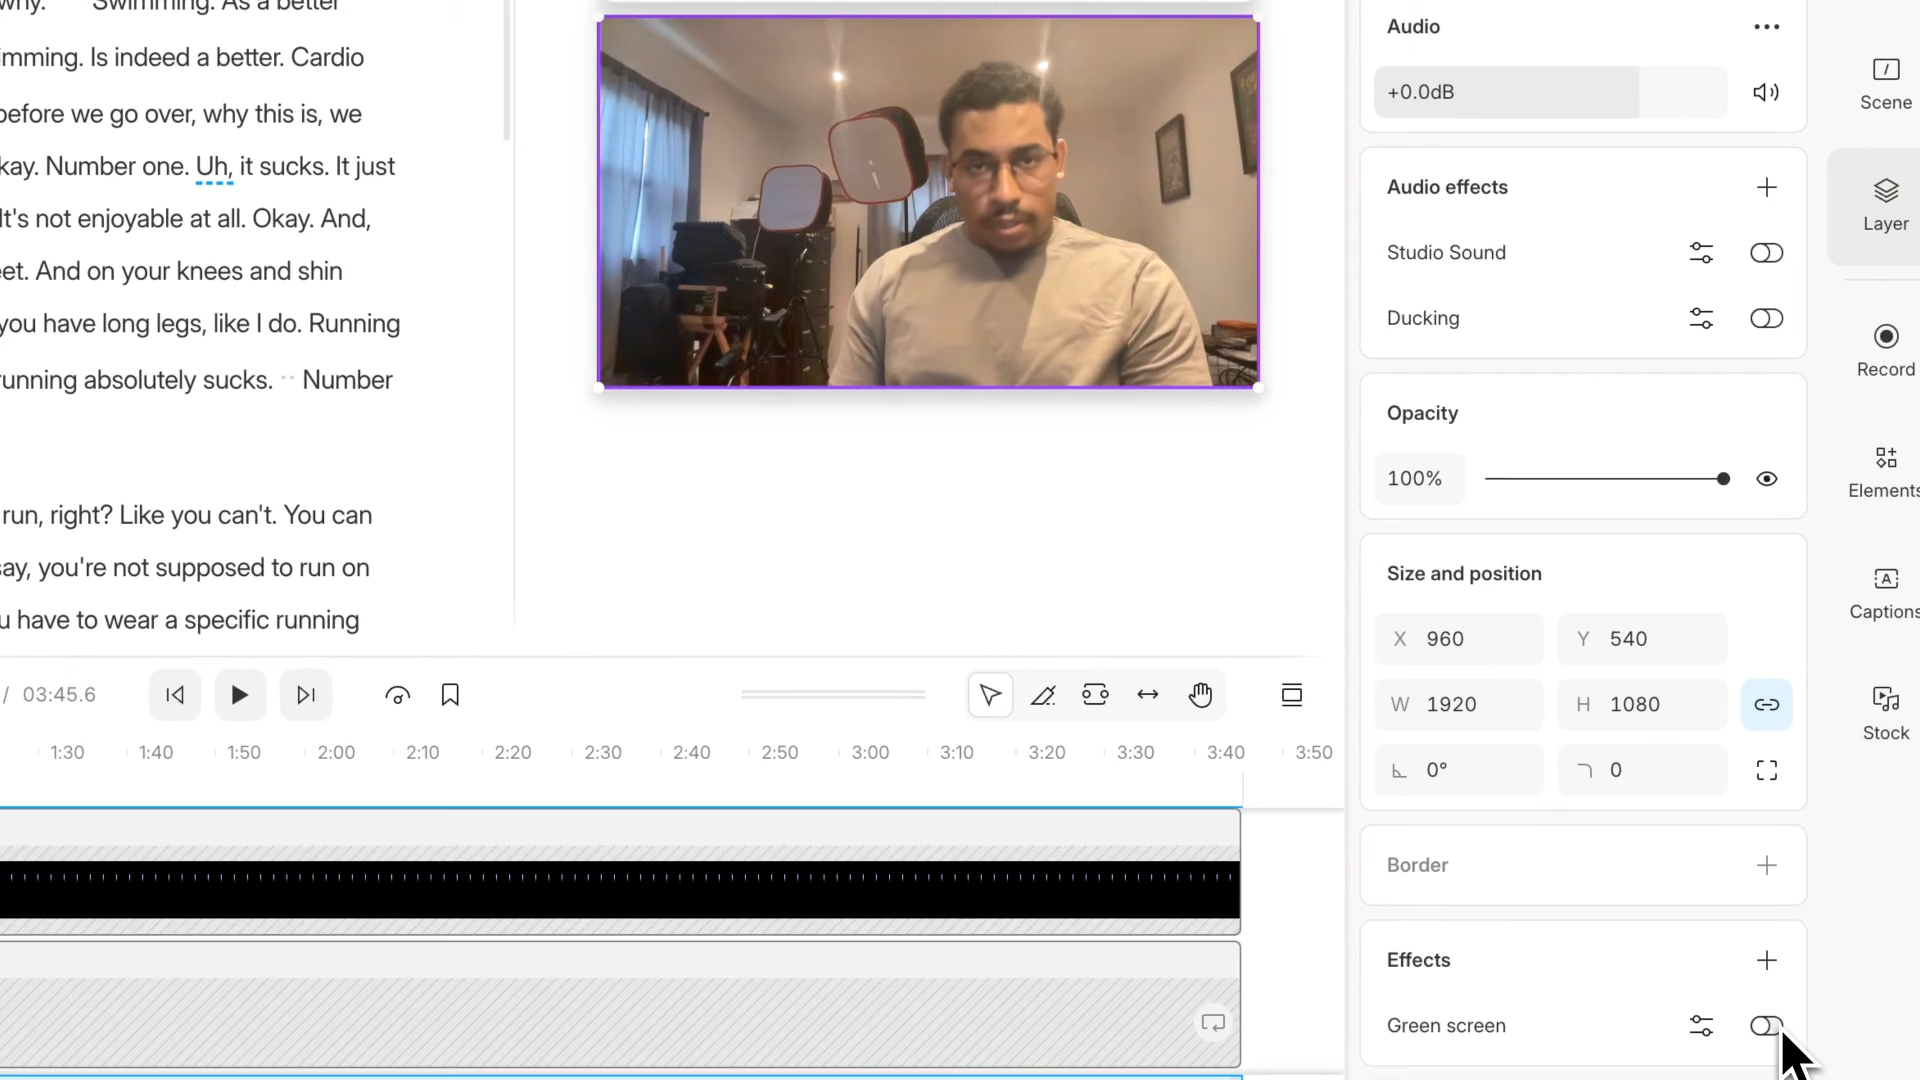 why. Swimming. As a better
imming. Is indeed a better. Cardio
before we go over, why this is, we
kay. Number one. Uh, it sucks. It just
It's not enjoyable at all. Okay. And,
eet. And on your knees and shin
you have long legs, like I do. Running
running absolutely sucks. ·· Number
run, right? Like you can't. You can
say, you're not supposed to run on
u have to wear a specific running
/ 03:45.6
1:30 1:40 1:50 2:00 2:10 2:20 2:30 2:40 2:50 3:00 3:10 3:20 3:30 3:40 3:50
Audio
+0.0dB
Audio effects
Studio Sound
Ducking
Opacity
100%
Size and position
X 960 Y 540
W 1920 H 1080
0° 0
Border
Effects
Green screen
Scene
Layer
Record
Elements
Captions
Stock